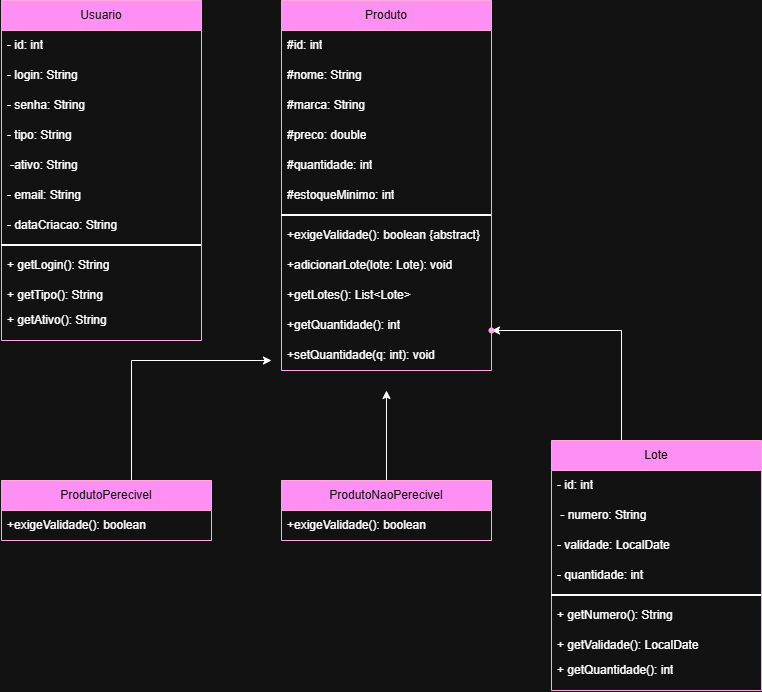 Usuario
- id: int
- login: String
- senha: String
- tipo: String
-ativo: String
- email: String
- dataCriacao: String
+ getLogin(): String
+ getTipo(): String
+ getAtivo(): String
Produto
#id: int
#nome: String
#marca: String
#preco: double
#quantidade: int
#estoqueMinimo: int
+exigeValidade(): boolean {abstract}
+adicionarLote(lote: Lote): void
+getLotes(): List<Lote>
+getQuantidade(): int
+setQuantidade(q: int): void
ProdutoPerecivel
+exigeValidade(): boolean
ProdutoNaoPerecivel
+exigeValidade(): boolean
Lote
- id: int
- numero: String
- validade: LocalDate
- quantidade: int
+ getNumero(): String
+ getValidade(): LocalDate
+ getQuantidade(): int